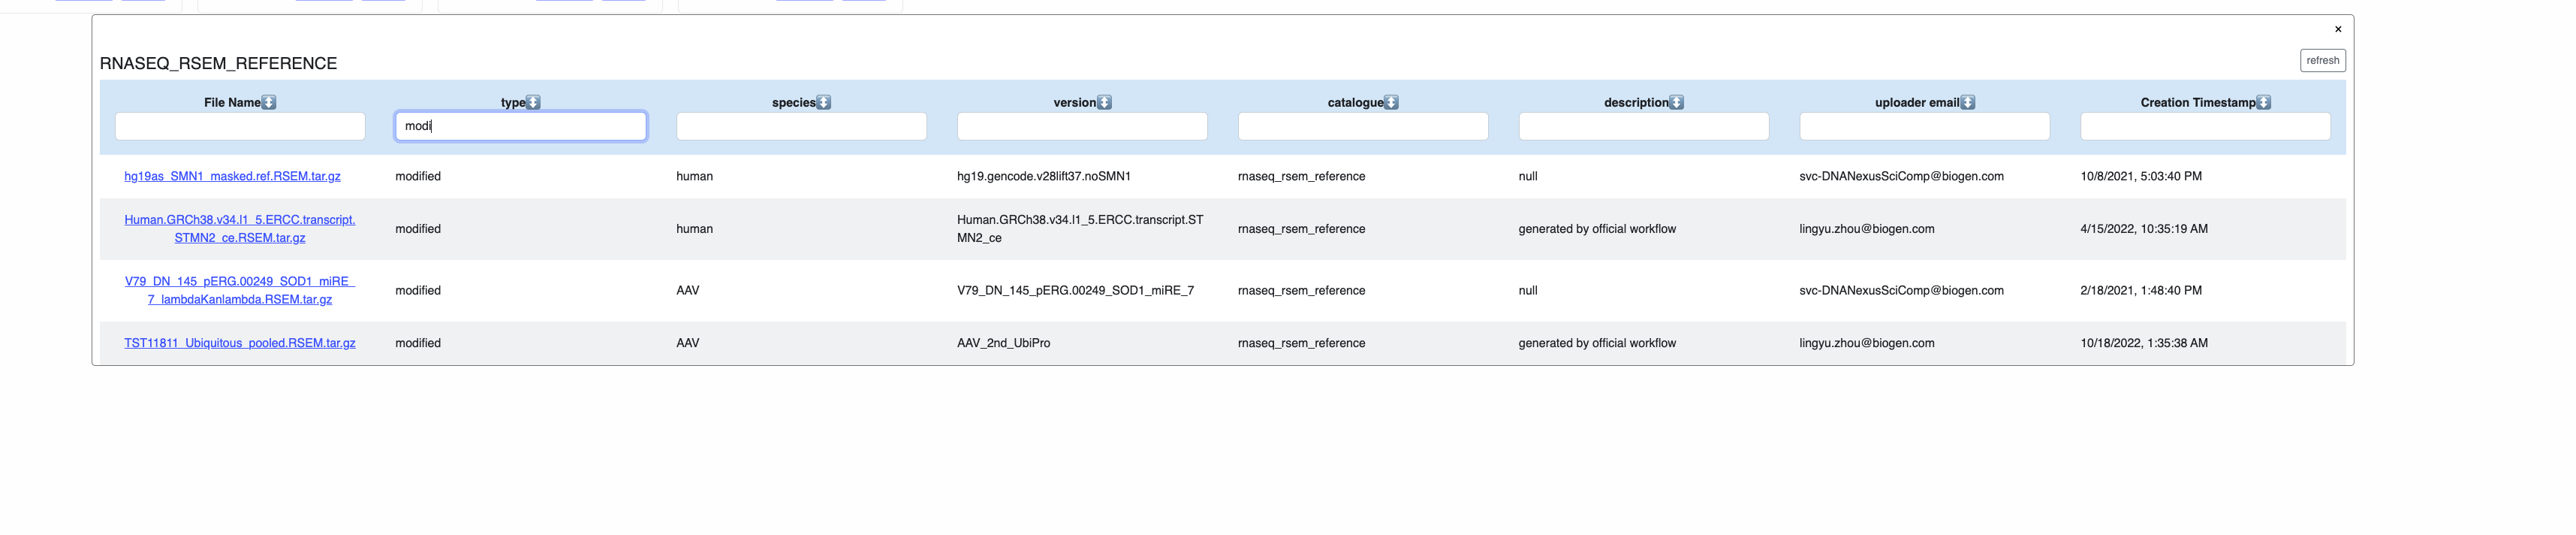 ×
RNASEQ_RSEM_REFERENCE
refresh
File Name type species version catalogue description uploader email Creation Timestamp
modi
hg19as_SMN1_masked.ref.RSEM.tar.gz modified human hg19.gencode.v28lift37.noSMN1 rnaseq_rsem_reference null svc-DNANexusSciComp@biogen.com 10/8/2021, 5:03:40 PM
Human.GRCh38.v34.l1_5.ERCC.transcript.
STMN2_ce.RSEM.tar.gz
modified human
Human.GRCh38.v34.l1_5.ERCC.transcript.ST
MN2_ce
rnaseq_rsem_reference generated by official workflow lingyu.zhou@biogen.com 4/15/2022, 10:35:19 AM
V79_DN_145_pERG.00249_SOD1_miRE_
7_lambdaKanlambda.RSEM.tar.gz
modified AAV V79_DN_145_pERG.00249_SOD1_miRE_7 rnaseq_rsem_reference null svc-DNANexusSciComp@biogen.com 2/18/2021, 1:48:40 PM
TST11811_Ubiquitous_pooled.RSEM.tar.gz modified AAV AAV_2nd_UbiPro rnaseq_rsem_reference generated by official workflow lingyu.zhou@biogen.com 10/18/2022, 1:35:38 AM